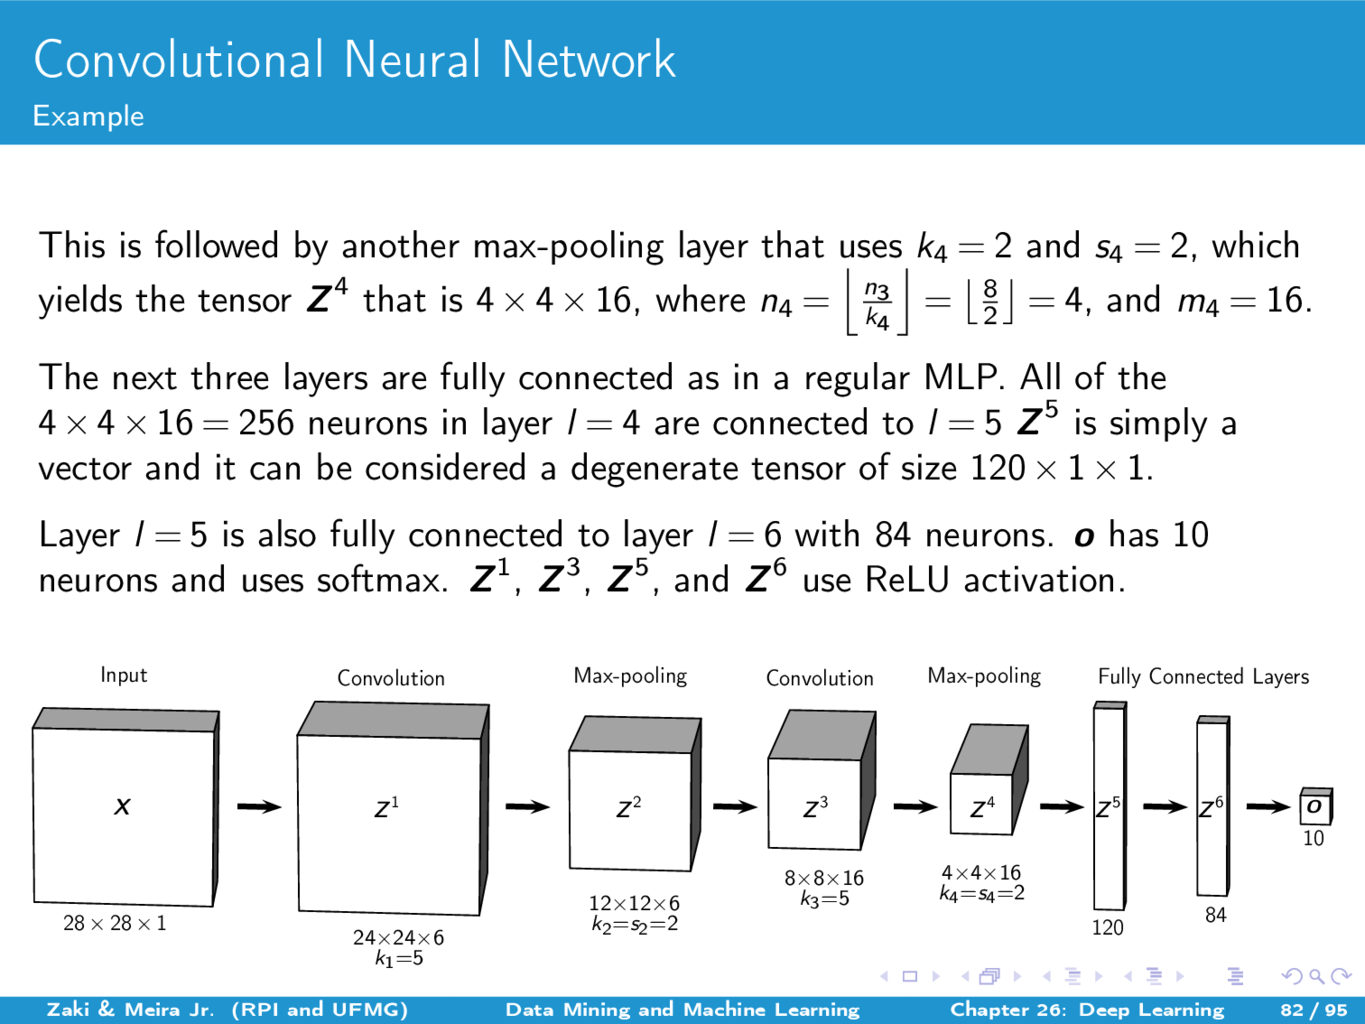 Convolutional Neural Network
Example
This is followed by another max-pooling layer that uses k₄ = 2 and s₄ = 2, which
yields the tensor Z⁴ that is 4 × 4 × 16, where n₄ = ⌊n₃/k₄⌋ = ⌊8/2⌋ = 4, and m₄ = 16.
The next three layers are fully connected as in a regular MLP. All of the
4 × 4 × 16 = 256 neurons in layer l = 4 are connected to l = 5 Z⁵ is simply a
vector and it can be considered a degenerate tensor of size 120 × 1 × 1.
Layer l = 5 is also fully connected to layer l = 6 with 84 neurons. o has 10
neurons and uses softmax. Z¹, Z³, Z⁵, and Z⁶ use ReLU activation.
Input
Convolution
Max-pooling
Convolution
Max-pooling
Fully Connected Layers
x
Z¹
Z²
Z³
Z⁴
Z⁵
Z⁶
o
28 × 28 × 1
24×24×6
k₁=5
12×12×6
k₂=s₂=2
8×8×16
k₃=5
4×4×16
k₄=s₄=2
120
84
10
Zaki & Meira Jr. (RPI and UFMG)
Data Mining and Machine Learning
Chapter 26: Deep Learning
82 / 95